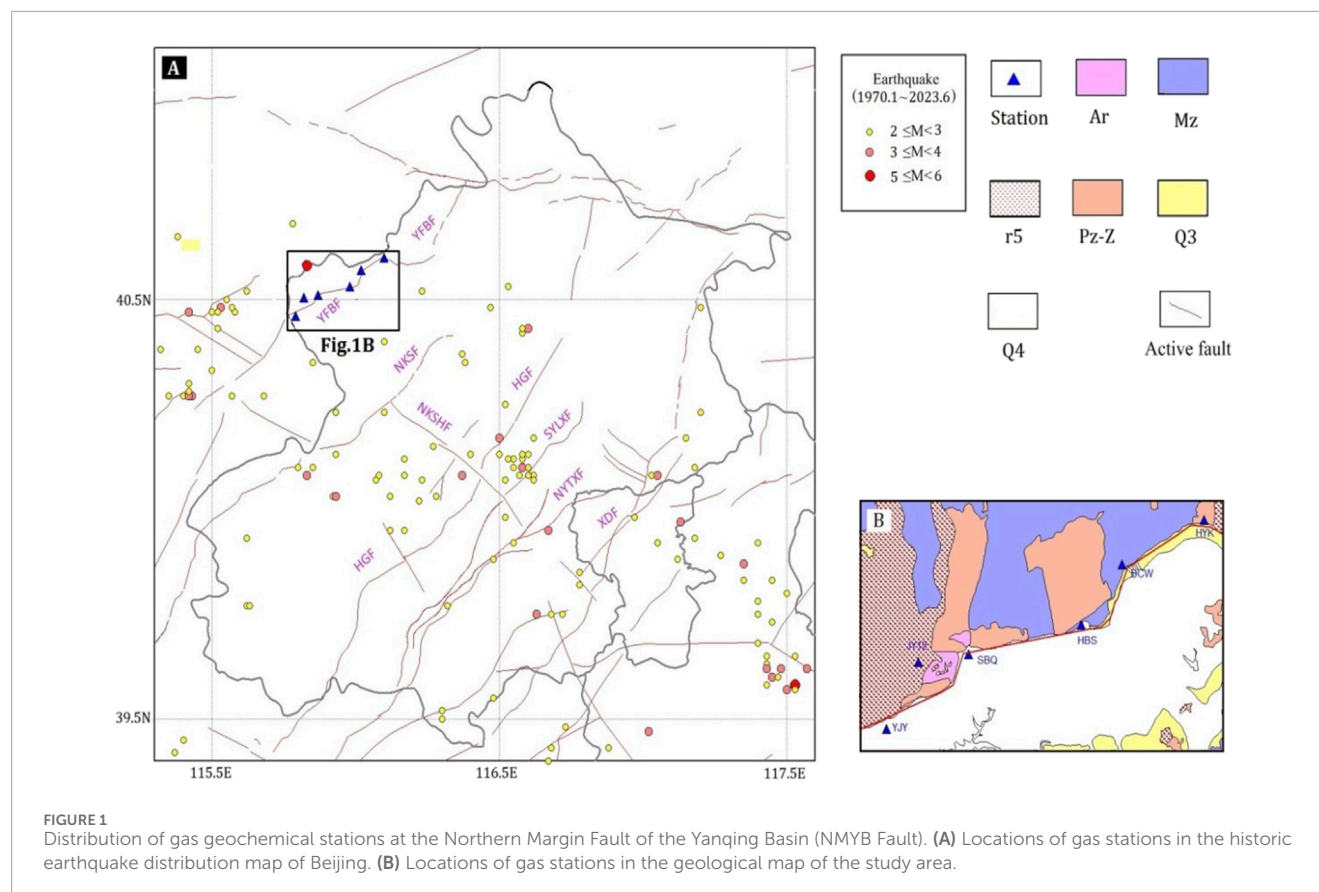 A
YFBF
40.5N
YFBF
Fig.1B
NKSF
HGF
NKSHF
SYLXF
NYTXF
XDF
HGF
39.5N
115.5E
116.5E
117.5E
Earthquake
(1970.1~2023.6)
2 ≤M<3
3 ≤M<4
5 ≤M<6
Station
Ar
Mz
r5
Pz-Z
Q3
Q4
Active fault
B
HYK
BCW
HBS
SBQ
YJY
FIGURE 1
Distribution of gas geochemical stations at the Northern Margin Fault of the Yanqing Basin (NMYB Fault). (A) Locations of gas stations in the historic
earthquake distribution map of Beijing. (B) Locations of gas stations in the geological map of the study area.